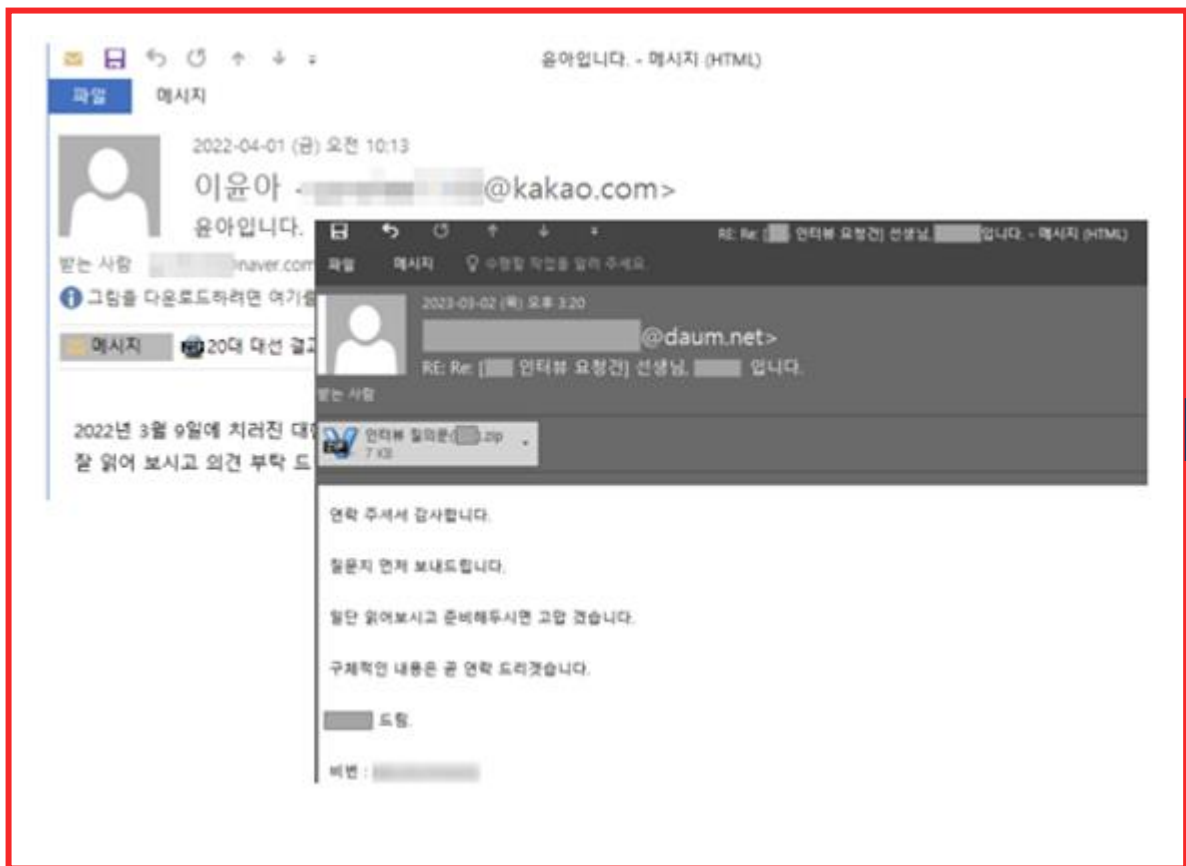 윤아입니다. - 메시지 (HTML)
파일 메시지
2022-04-01 (금) 오전 10:13
이윤아 < @kakao.com>
윤아입니다.
받는 사람 naver.com
그림을 다운로드하려면 여기를
메시지 20대 대선 결과
2022년 3월 9일에 치러진 대한
잘 읽어 보시고 의견 부탁 드
RE: Re: [ 인터뷰 요청건] 선생님, 입니다. - 메시지 (HTML)
파일 메시지 수행할 작업을 알려 주세요.
2023-03-02 (목) 오후 3:20
@daum.net>
RE: Re: [ 인터뷰 요청건] 선생님, 입니다.
받는 사람
인터뷰 질의문( ).zip
7 KB
연락 주셔서 감사합니다.
질문지 먼저 보내드립니다.
일단 읽어보시고 준비해두시면 고맙 겠습니다.
구체적인 내용은 곧 연락 드리겟습니다.
드림.
비번 :